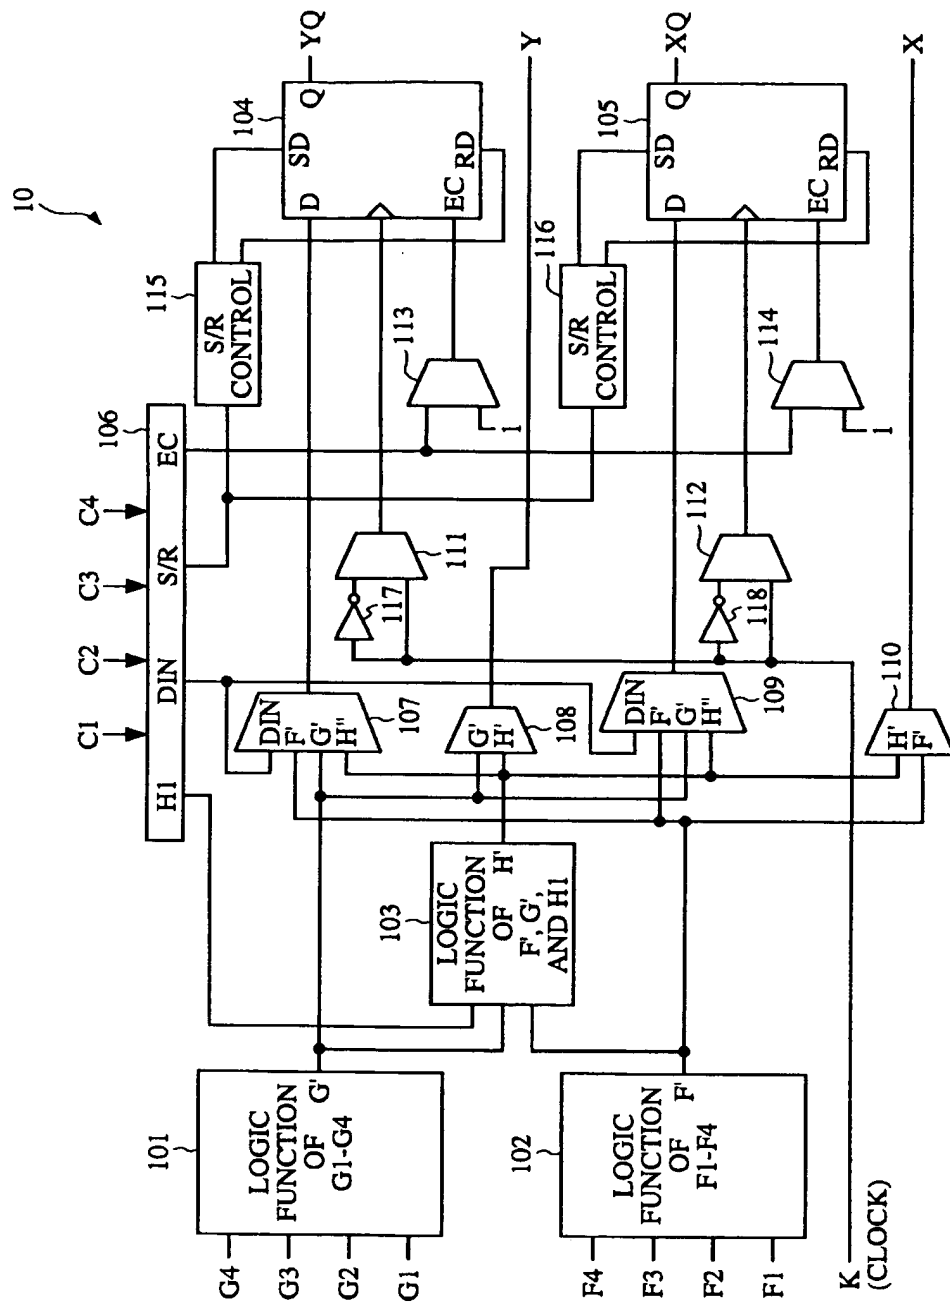 10
C1
C2
C3
C4
106
H1
DIN
S/R
EC
115
S/R
CONTROL
104
SD
D
Q
EC
RD
YQ
113
1
101
LOGIC
FUNCTION
OF
G1-G4
G'
G4
G3
G2
G1
DIN
F'
G'
H"
107
117
111
Y
103
LOGIC
FUNCTION
OF
F', G',
AND H1
H'
G'
H'
108
116
S/R
CONTROL
105
SD
D
Q
EC
RD
XQ
114
1
102
LOGIC
FUNCTION
OF
F1-F4
F'
F4
F3
F2
F1
DIN
F'
G'
H"
109
118
112
H'
F'
110
X
K
(CLOCK)